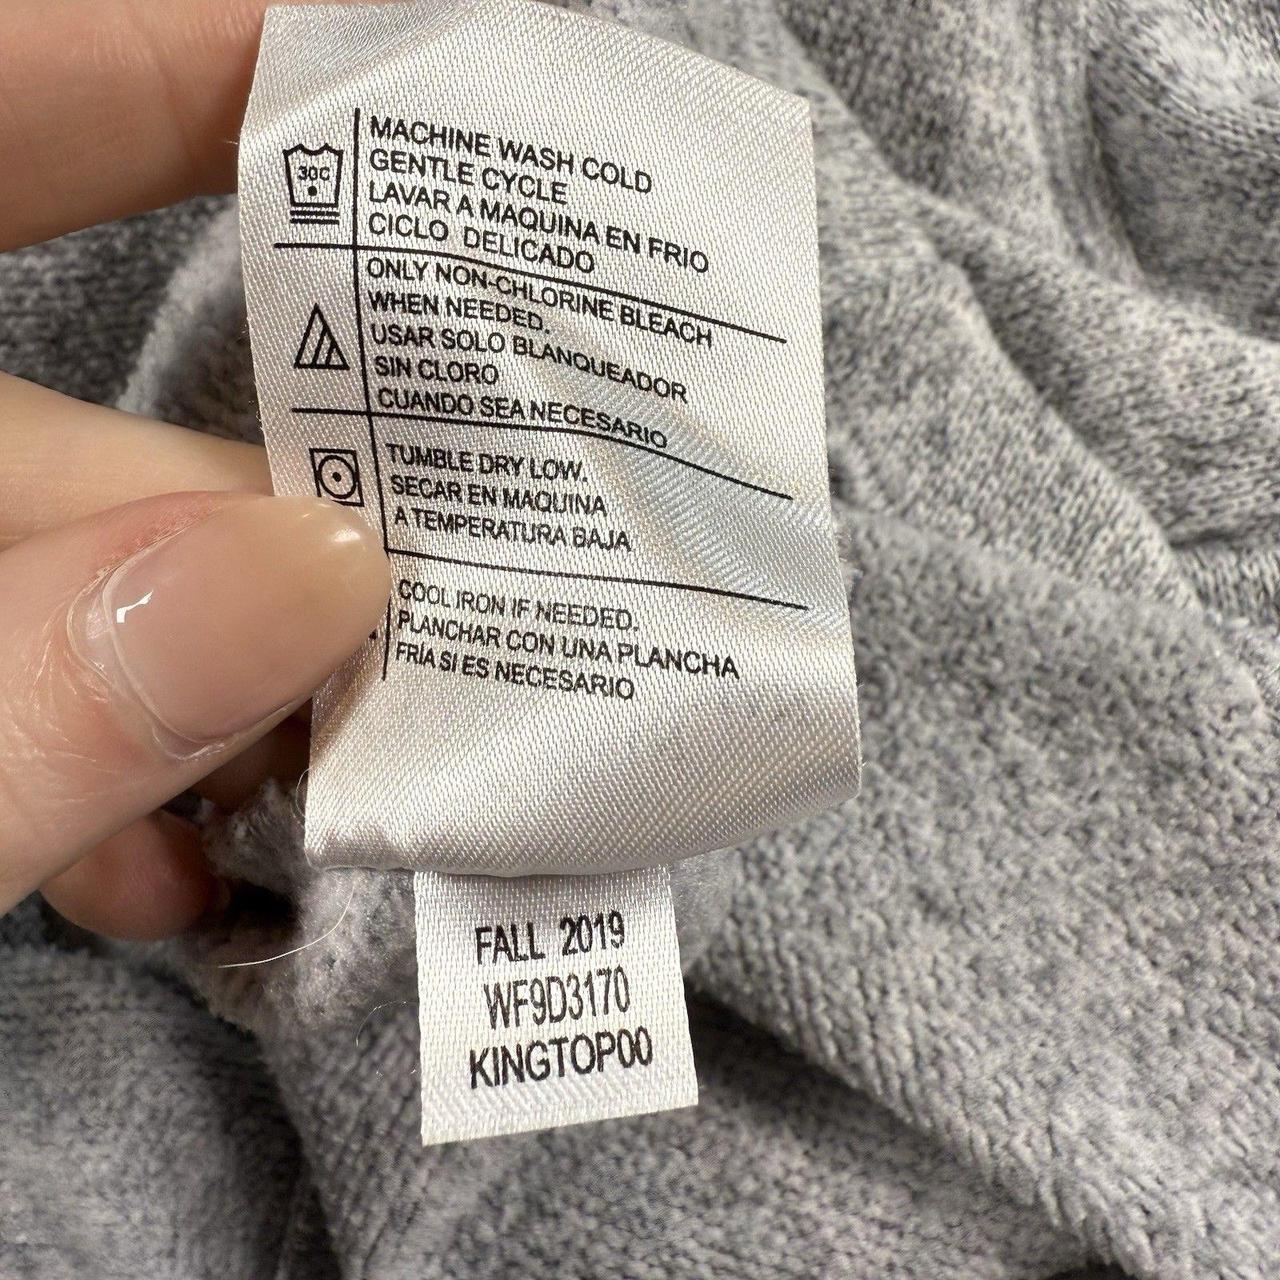 30C
MACHINE WASH COLD
GENTLE CYCLE
LAVAR A MAQUINA EN FRIO
CICLO DELICADO
ONLY NON-CHLORINE BLEACH
WHEN NEEDED.
USAR SOLO BLANQUEADOR
SIN CLORO
CUANDO SEA NECESARIO
TUMBLE DRY LOW.
SECAR EN MAQUINA
A TEMPERATURA BAJA
COOL IRON IF NEEDED.
PLANCHAR CON UNA PLANCHA
FRÍA SI ES NECESARIO
FALL 2019
WF9D3170
KINGTOP00